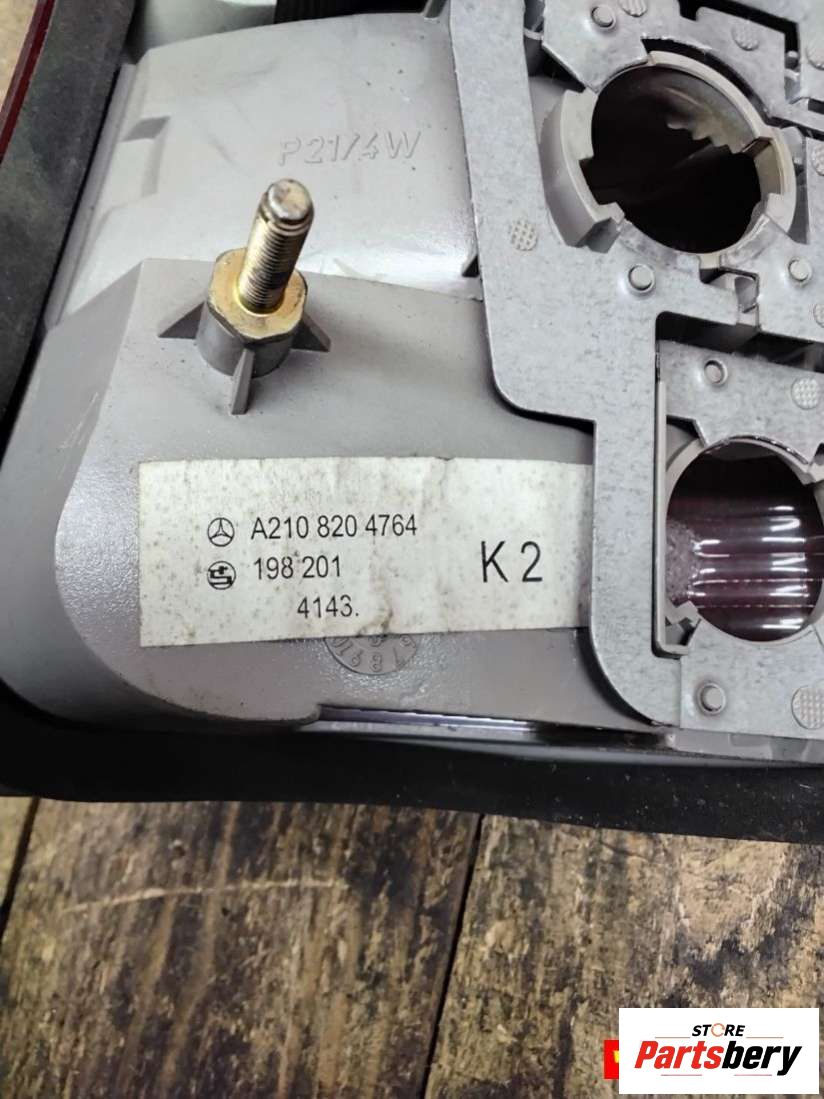 P21/4W
A210 820 4764
198 201
K2
4143.
STORE
Partsbery